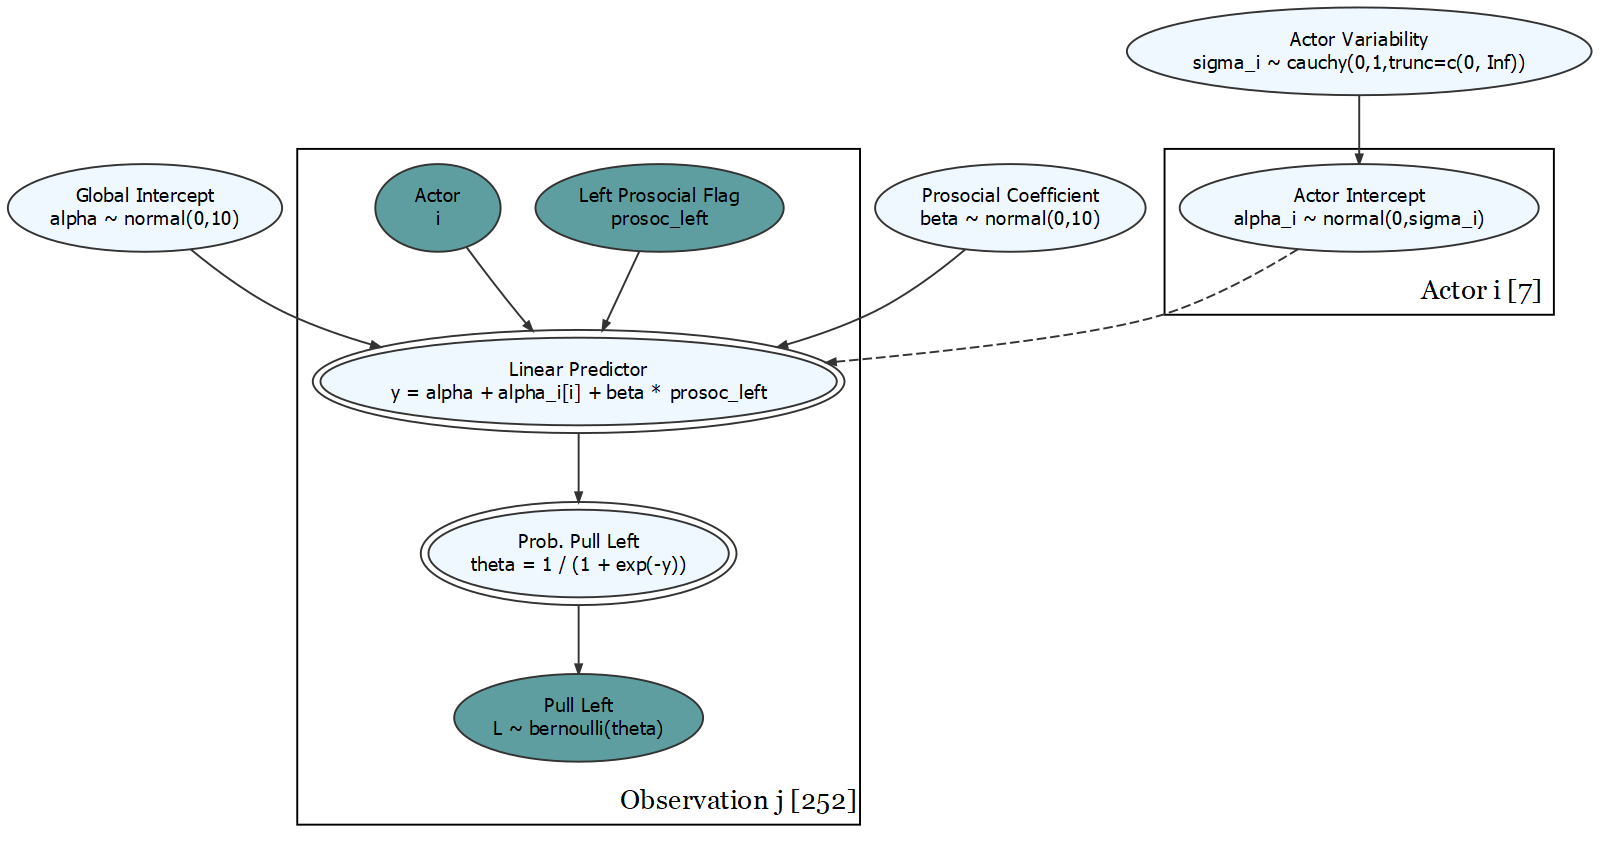 Actor Variability
sigma_i ~ cauchy(0,1,trunc=c(0, Inf))
Global Intercept
alpha ~ normal(0,10)
Actor
i
Left Prosocial Flag
prosoc_left
Prosocial Coefficient
beta ~ normal(0,10)
Actor Intercept
alpha_i ~ normal(0,sigma_i)
Actor i [7]
Linear Predictor
y = alpha + alpha_i[i] + beta * prosoc_left
Prob. Pull Left
theta = 1 / (1 + exp(-y))
Pull Left
L ~ bernoulli(theta)
Observation j [252]